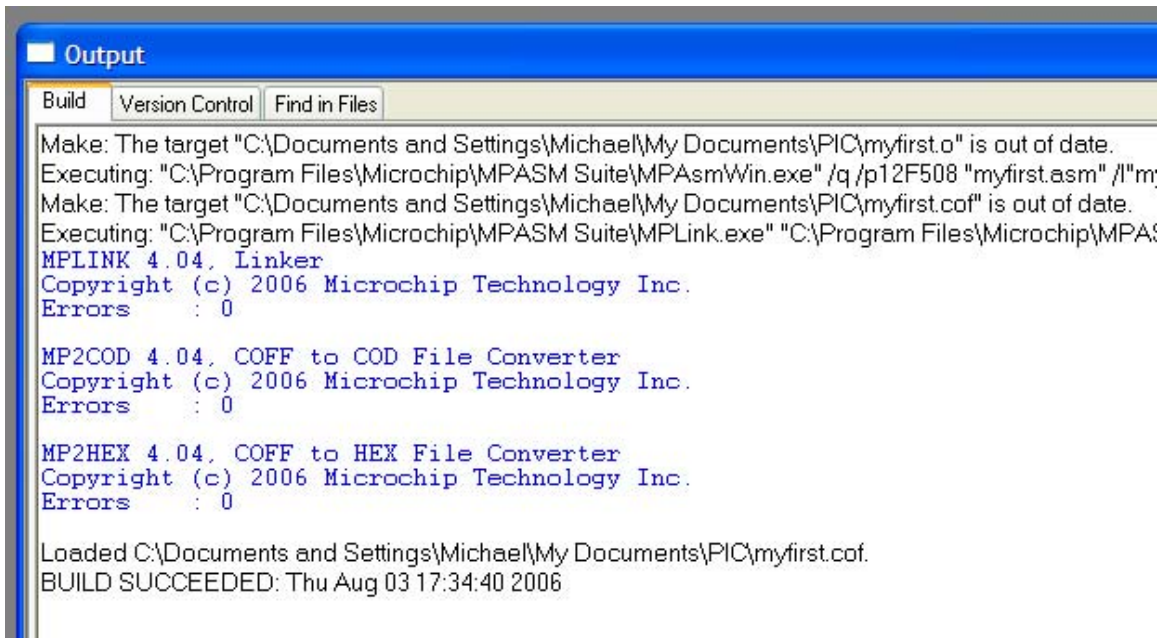 Output
Build Version Control Find in Files
Make: The target "C:\Documents and Settings\Michael\My Documents\PIC\myfirst.o" is out of date.
Executing: "C:\Program Files\Microchip\MPASM Suite\MPAsmWin.exe" /q /p12F508 "myfirst.asm" /l"my
Make: The target "C:\Documents and Settings\Michael\My Documents\PIC\myfirst.cof" is out of date.
Executing: "C:\Program Files\Microchip\MPASM Suite\MPLink.exe" "C:\Program Files\Microchip\MPAS
MPLINK 4.04, Linker
Copyright (c) 2006 Microchip Technology Inc.
Errors    : 0
MP2COD 4.04, COFF to COD File Converter
Copyright (c) 2006 Microchip Technology Inc.
Errors    : 0
MP2HEX 4.04, COFF to HEX File Converter
Copyright (c) 2006 Microchip Technology Inc.
Errors    : 0
Loaded C:\Documents and Settings\Michael\My Documents\PIC\myfirst.cof.
BUILD SUCCEEDED: Thu Aug 03 17:34:40 2006